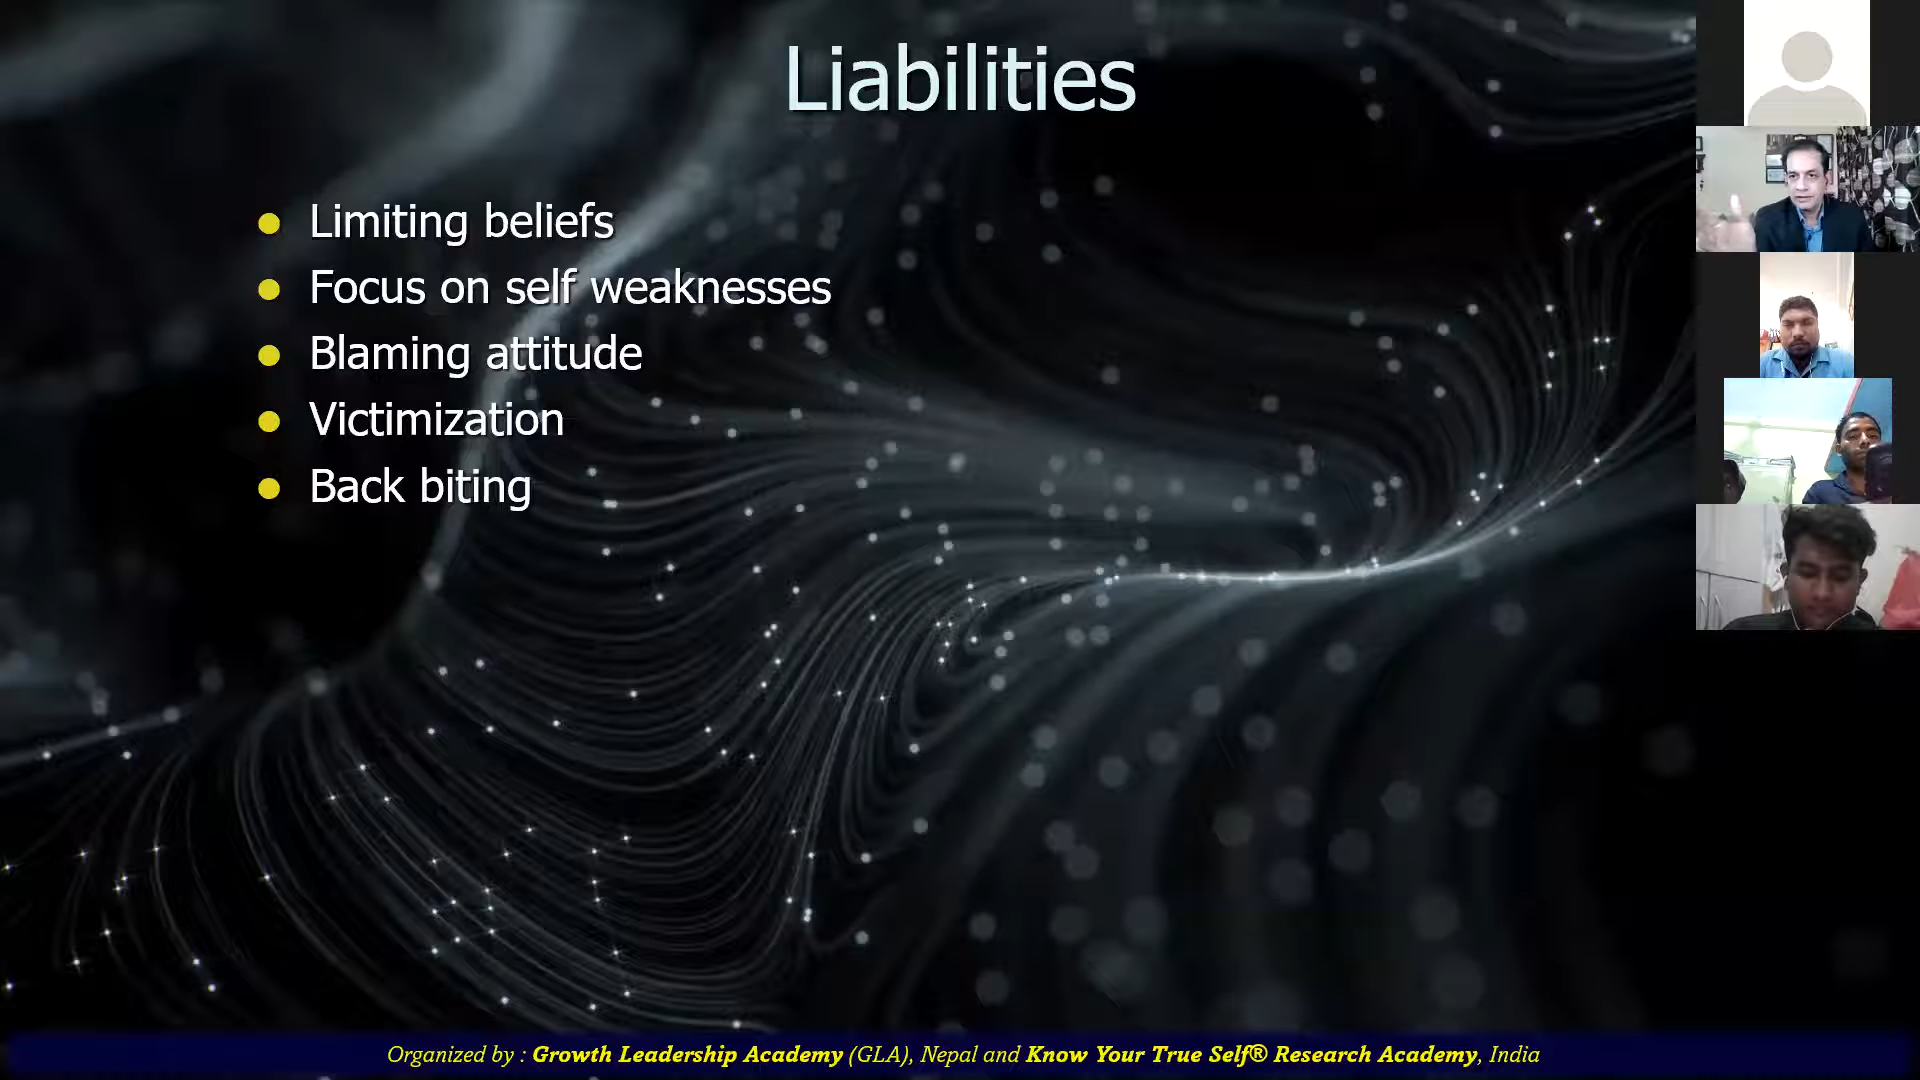 Liabilities
Limiting beliefs
Focus on self weaknesses
Blaming attitude
Victimization
Back biting
Organized by : Growth Leadership Academy (GLA), Nepal and Know Your True Self® Research Academy, India